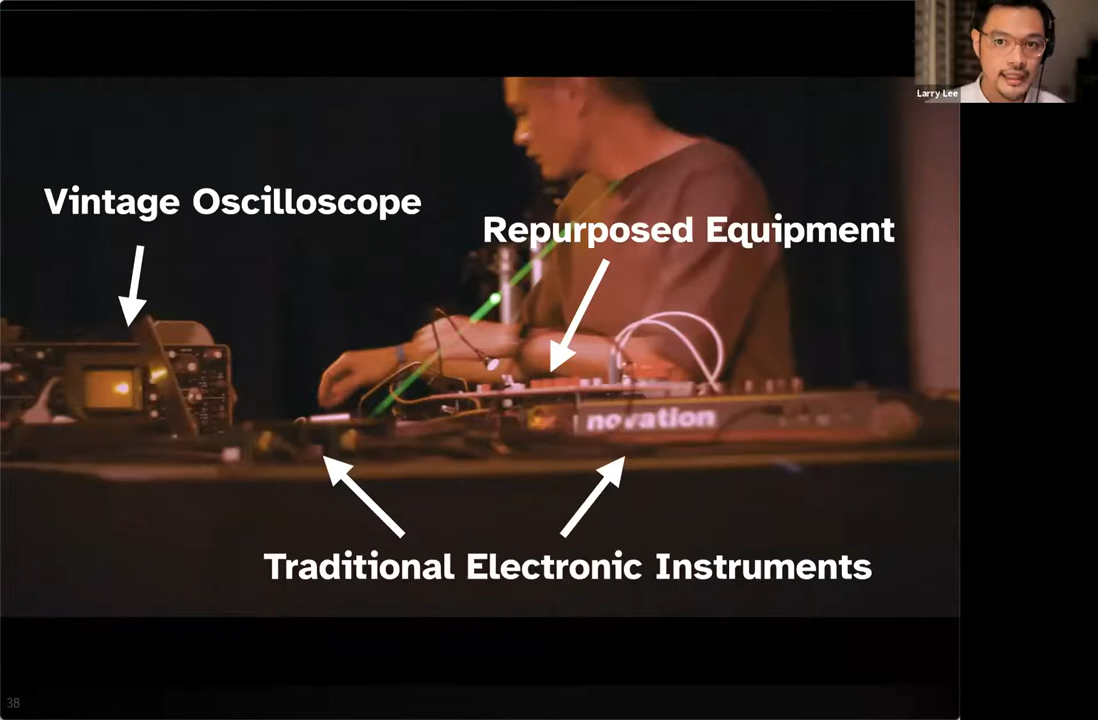 Larry Lee
Vintage Oscilloscope
Repurposed Equipment
novation
Traditional Electronic Instruments
38